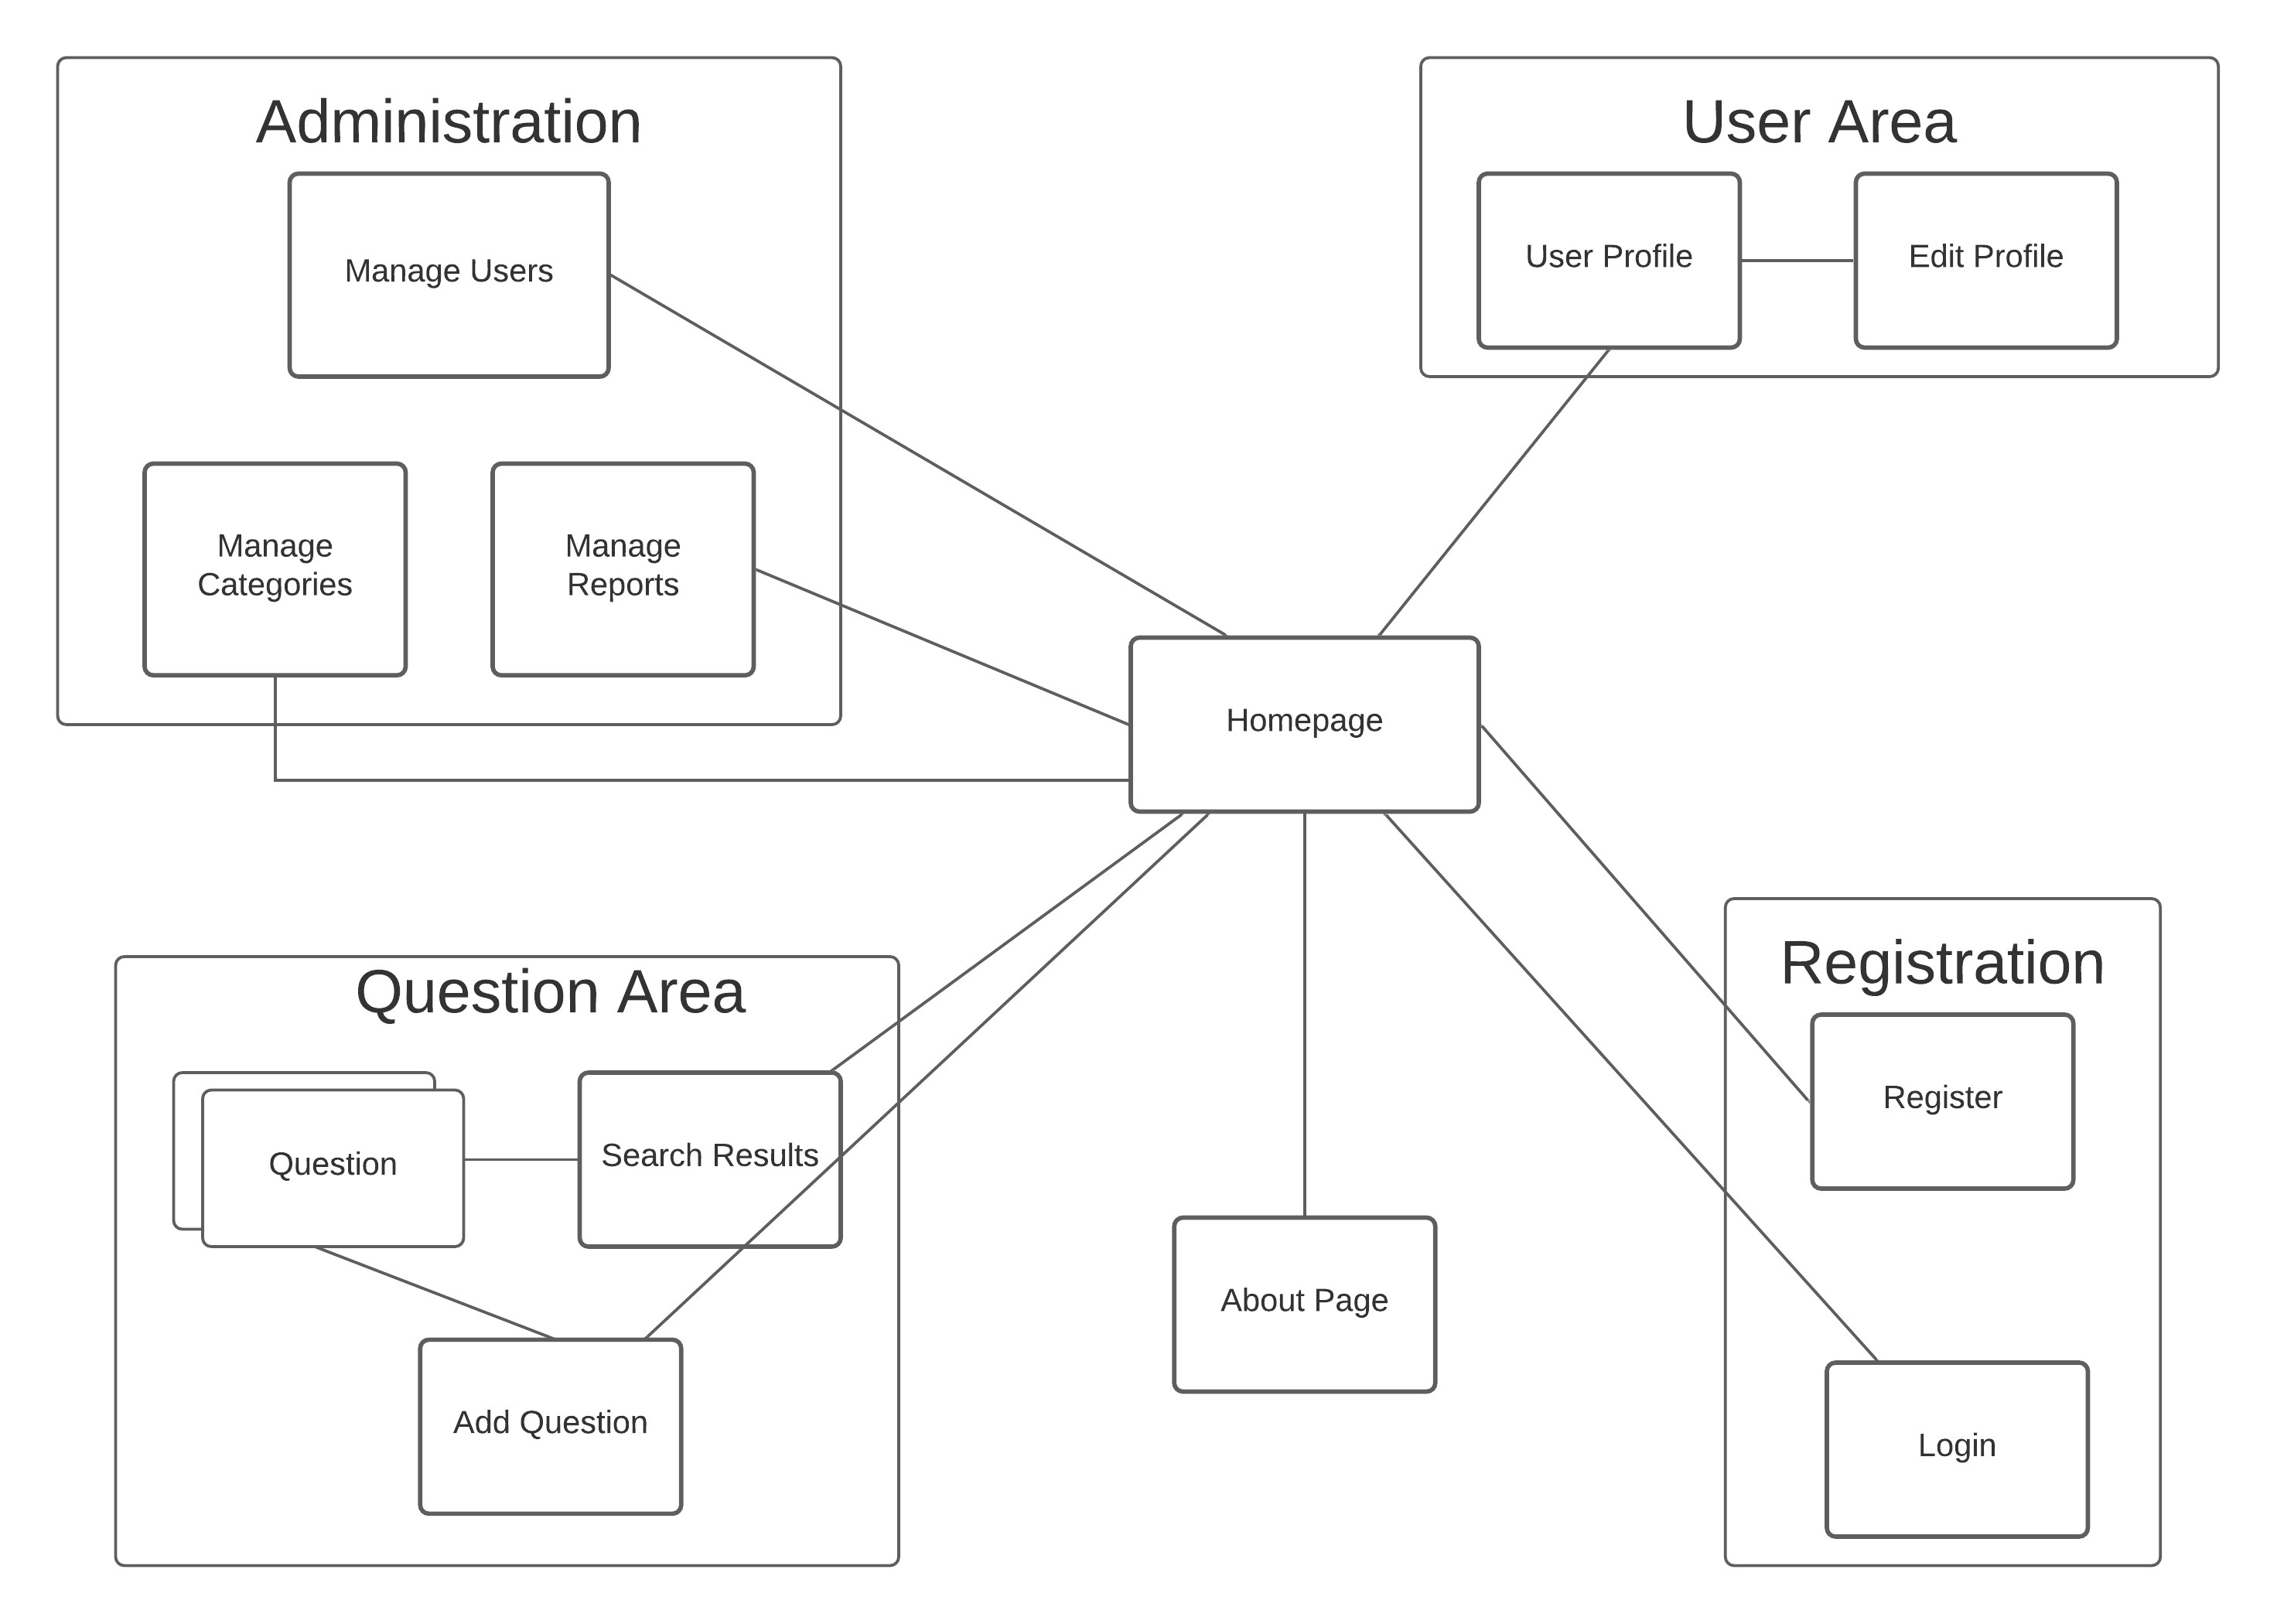 Administration
Manage Users
Manage
Categories
Manage
Reports
User Area
User Profile
Edit Profile
Homepage
Question Area
Question
Search Results
Add Question
About Page
Registration
Register
Login